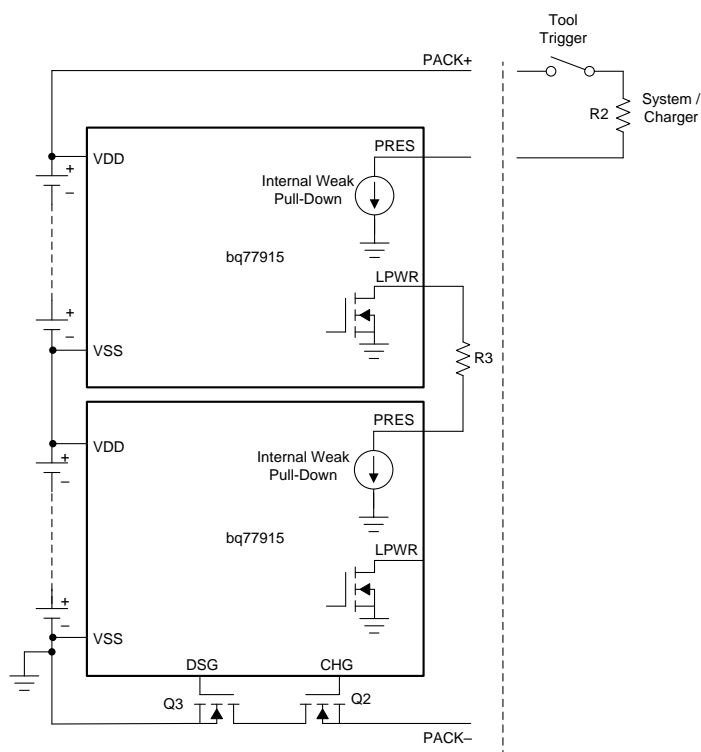 Tool
Trigger
PACK+
R2
System /
Charger
VDD
PRES
+
–
Internal Weak
Pull-Down
bq77915
LPWR
+
–
VSS
R3
PRES
VDD
+
–
Internal Weak
Pull-Down
bq77915
LPWR
+
–
VSS
DSG
CHG
Q3
Q2
PACK–